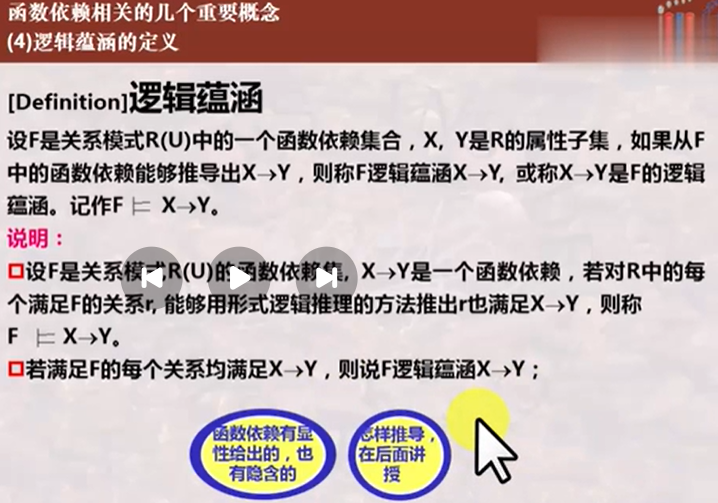 函数依赖相关的几个重要概念
(4)逻辑蕴涵的定义
[Definition]逻辑蕴涵
设F是关系模式R(U)中的一个函数依赖集合，X, Y是R的属性子集，如果从F
中的函数依赖能够推导出X→Y，则称F逻辑蕴涵X→Y, 或称X→Y是F的逻辑
蕴涵。记作F ⊨ X→Y。
说明：
设F是关系模式R(U)的函数依赖集, X→Y是一个函数依赖，若对R中的每
个满足F的关系r, 能够用形式逻辑推理的方法推出r也满足X→Y，则称
F ⊨ X→Y。
若满足F的每个关系均满足X→Y，则说F逻辑蕴涵X→Y；
函数依赖有显
性给出的，也
有隐含的
怎样推导，
在后面讲
授